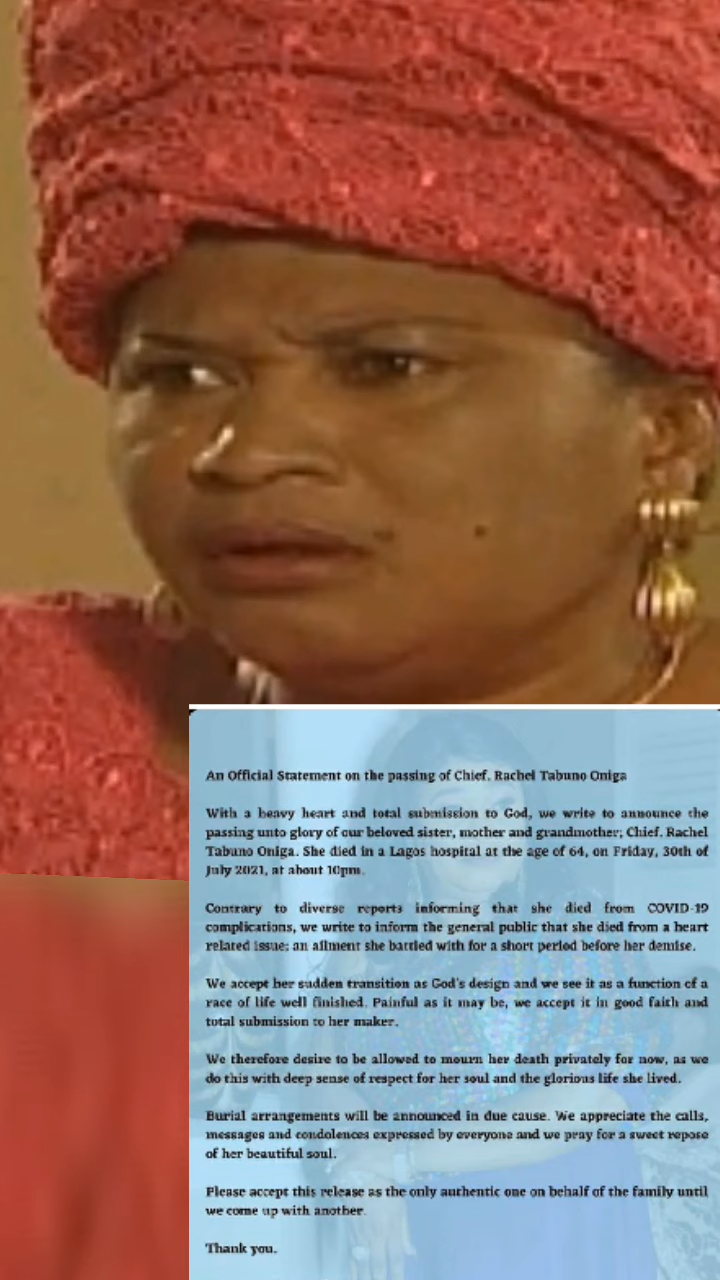 An Official Statement on the passing of Chief. Rachel Tabuno Oniga
With a heavy heart and total submission to God, we write to announce the
passing unto glory of our beloved sister, mother and grandmother; Chief. Rachel
Tabuno Oniga. She died in a Lagos hospital at the age of 64, on Friday, 30th of
July 2021, at about 10pm.
Contrary to diverse reports informing that she died from COVID-19
complications, we write to inform the general public that she died from a heart
related issue; an ailment she battled with for a short period before her demise.
We accept her sudden transition as God's design and we see it as a function of a
race of life well finished. Painful as it may be, we accept it in good faith and
total submission to her maker.
We therefore desire to be allowed to mourn her death privately for now, as we
do this with deep sense of respect for her soul and the glorious life she lived.
Burial arrangements will be announced in due cause. We appreciate the calls,
messages and condolences expressed by everyone and we pray for a sweet repose
of her beautiful soul.
Please accept this release as the only authentic one on behalf of the family until
we come up with another.
Thank you.